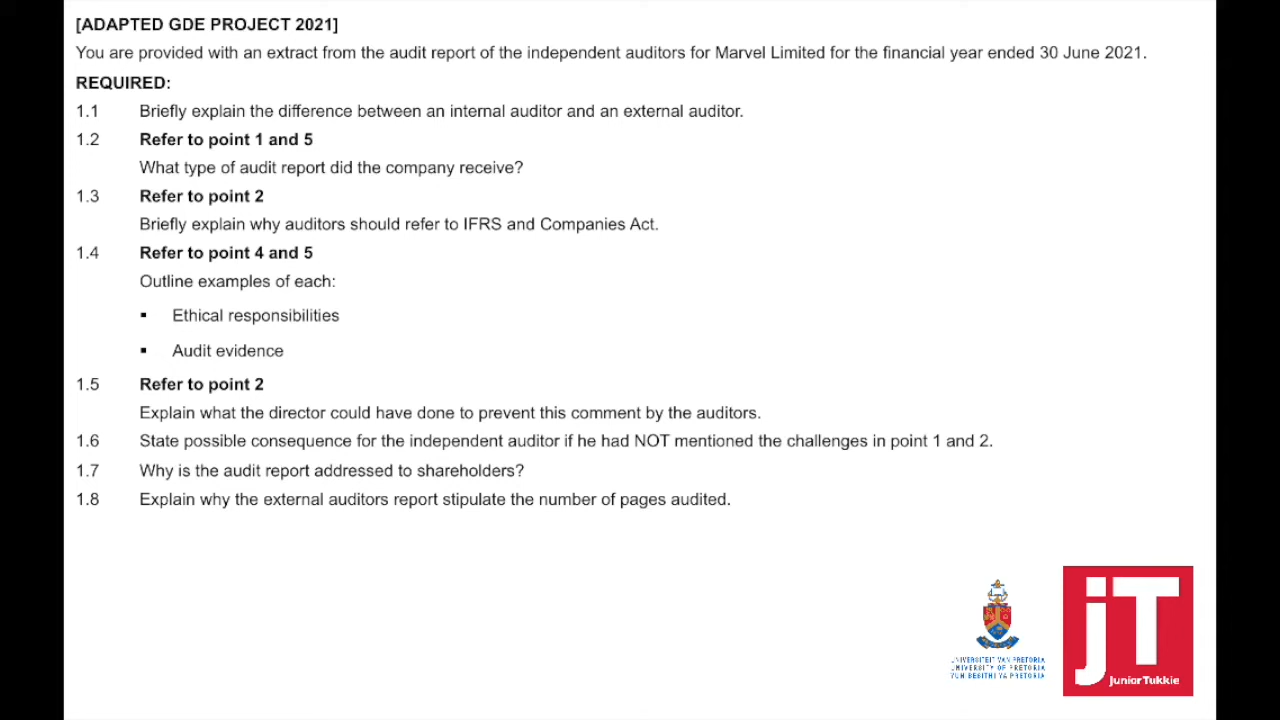 [ADAPTED GDE PROJECT 2021]
You are provided with an extract from the audit report of the independent auditors for Marvel Limited for the financial year ended 30 June 2021.
REQUIRED:
1.1 Briefly explain the difference between an internal auditor and an external auditor.
1.2 Refer to point 1 and 5
What type of audit report did the company receive?
1.3 Refer to point 2
Briefly explain why auditors should refer to IFRS and Companies Act.
1.4 Refer to point 4 and 5
Outline examples of each:
▪ Ethical responsibilities
▪ Audit evidence
1.5 Refer to point 2
Explain what the director could have done to prevent this comment by the auditors.
1.6 State possible consequence for the independent auditor if he had NOT mentioned the challenges in point 1 and 2.
1.7 Why is the audit report addressed to shareholders?
1.8 Explain why the external auditors report stipulate the number of pages audited.
UNIVERSITEIT VAN PRETORIA
UNIVERSITY OF PRETORIA
YUNIBESITHI YA PRETORIA
jT
JuniorTukkie